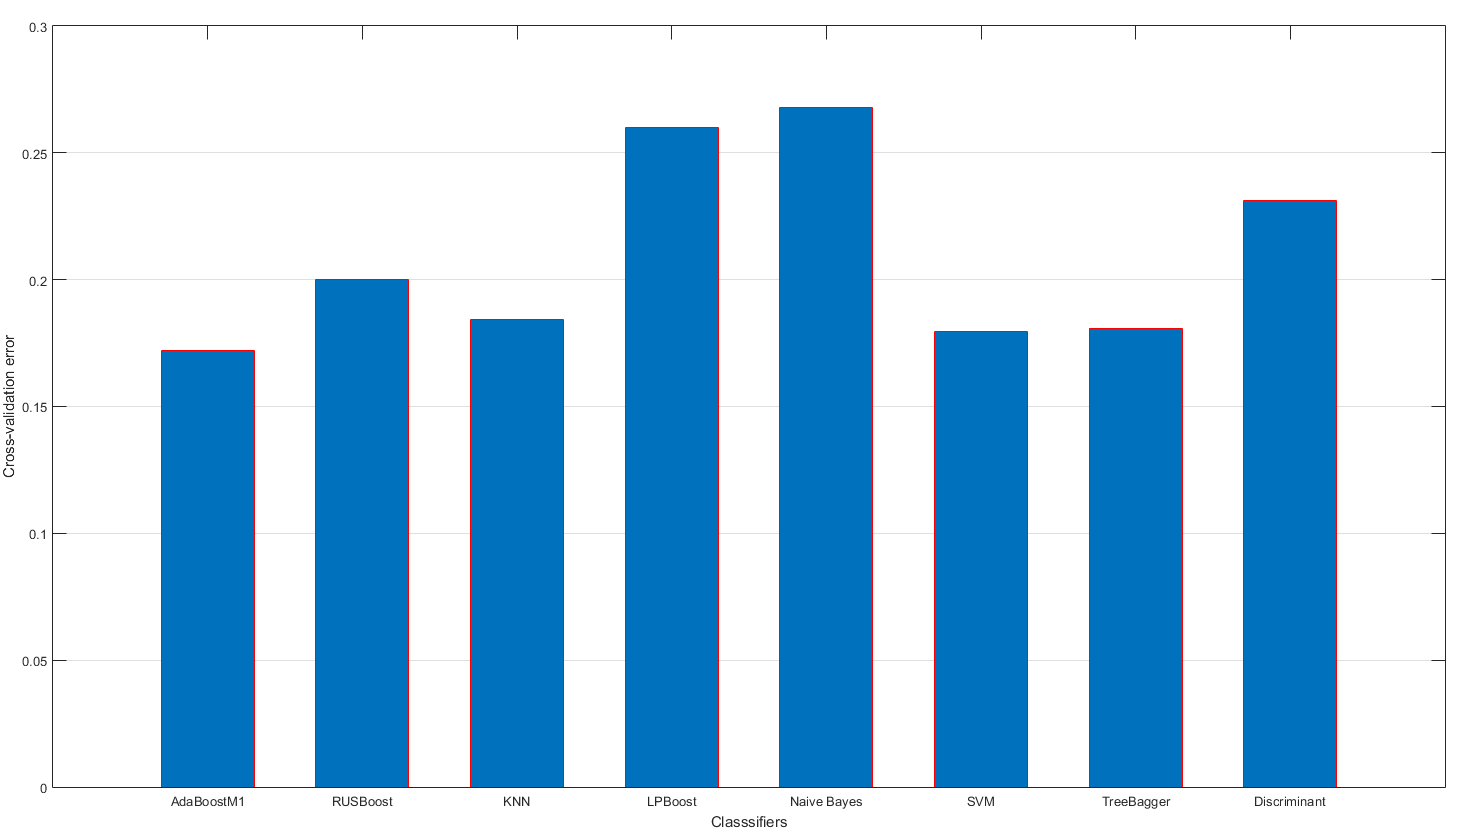 0.3
0.25
0.2
0.15
0.1
0.05
0
Cross-validation error
AdaBoostM1 RUSBoost KNN LPBoost Naive Bayes SVM TreeBagger Discriminant
Classsifiers